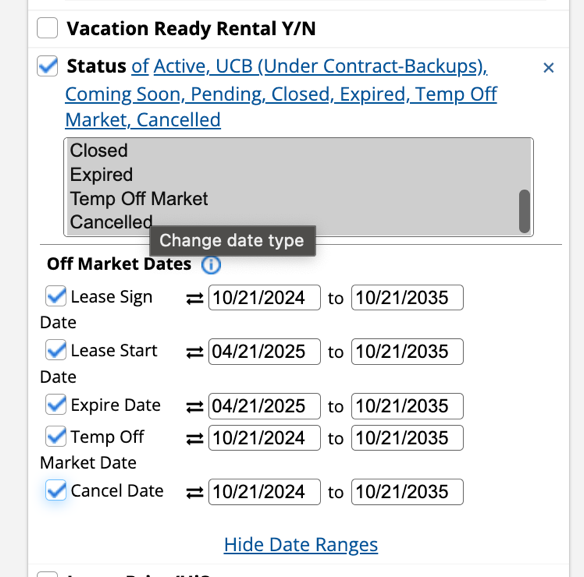 Vacation Ready Rental Y/N
Status of Active, UCB (Under Contract-Backups), ×
Coming Soon, Pending, Closed, Expired, Temp Off
Market, Cancelled
Closed
Expired
Temp Off Market
Cancelled
Change date type
Off Market Dates i
Lease Sign ⇄ 10/21/2024 to 10/21/2035
Date
Lease Start ⇄ 04/21/2025 to 10/21/2035
Date
Expire Date ⇄ 04/21/2025 to 10/21/2035
Temp Off ⇄ 10/21/2024 to 10/21/2035
Market Date
Cancel Date ⇄ 10/21/2024 to 10/21/2035
Hide Date Ranges